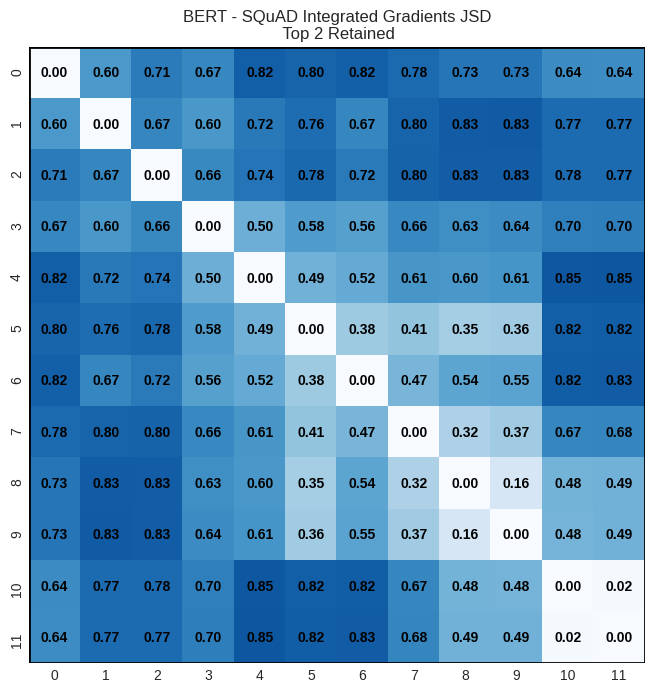 BERT - SQuAD Integrated Gradients JSD
Top 2 Retained
0 0.00 0.60 0.71 0.67 0.82 0.80 0.82 0.78 0.73 0.73 0.64 0.64
1 0.60 0.00 0.67 0.60 0.72 0.76 0.67 0.80 0.83 0.83 0.77 0.77
2 0.71 0.67 0.00 0.66 0.74 0.78 0.72 0.80 0.83 0.83 0.78 0.77
3 0.67 0.60 0.66 0.00 0.50 0.58 0.56 0.66 0.63 0.64 0.70 0.70
4 0.82 0.72 0.74 0.50 0.00 0.49 0.52 0.61 0.60 0.61 0.85 0.85
5 0.80 0.76 0.78 0.58 0.49 0.00 0.38 0.41 0.35 0.36 0.82 0.82
6 0.82 0.67 0.72 0.56 0.52 0.38 0.00 0.47 0.54 0.55 0.82 0.83
7 0.78 0.80 0.80 0.66 0.61 0.41 0.47 0.00 0.32 0.37 0.67 0.68
8 0.73 0.83 0.83 0.63 0.60 0.35 0.54 0.32 0.00 0.16 0.48 0.49
9 0.73 0.83 0.83 0.64 0.61 0.36 0.55 0.37 0.16 0.00 0.48 0.49
10 0.64 0.77 0.78 0.70 0.85 0.82 0.82 0.67 0.48 0.48 0.00 0.02
11 0.64 0.77 0.77 0.70 0.85 0.82 0.83 0.68 0.49 0.49 0.02 0.00
0 1 2 3 4 5 6 7 8 9 10 11